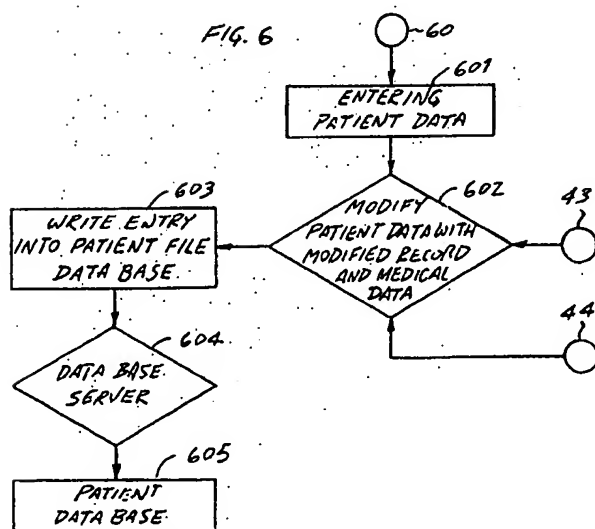 FIG. 6
60
601
ENTERING
PATIENT DATA
602
MODIFY
PATIENT DATA WITH
MODIFIED RECORD
AND MEDICAL
DATA
43
44
603
WRITE ENTRY
INTO PATIENT FILE
DATA BASE
604
DATA BASE
SERVER
605
PATIENT
DATA BASE